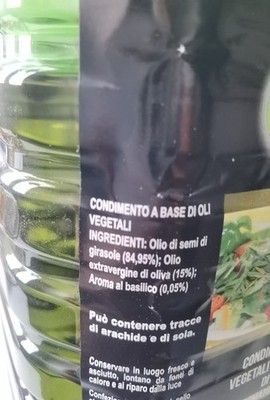 CONDIMENTO A BASE DI OLI
VEGETALI
INGREDIENTI: Olio di semi di
girasole (84,95%); Olio
extravergine di oliva (15%);
Aroma al basilico (0,05%)
Può contenere tracce
di arachide e di soia.
Conservare in luogo fresco e
asciutto, lontano da fonti di
calore e al riparo dalla luce
VEGETALI